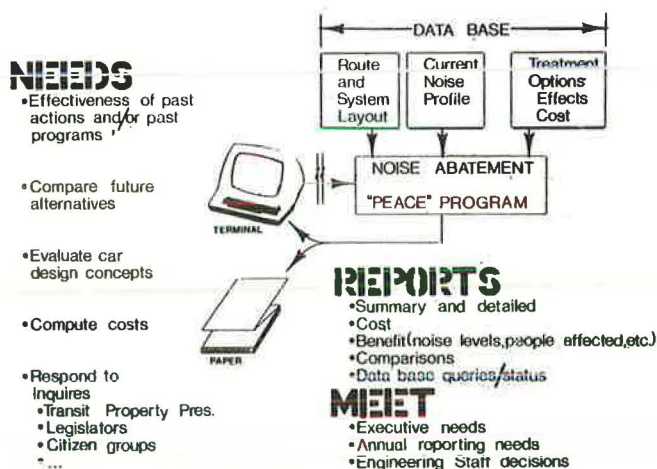 NEEDS
•Effectiveness of past
actions and/or past
programs
•Compare future
alternatives
•Evaluate car
design concepts
•Compute costs
•Respond to
Inquires
•Transit Property Pres.
•Legislators
•Citizen groups
•...
DATA BASE
Route
and
System
Layout
Current
Noise
Profile
Treatment
Options
Effects
Cost
NOISE ABATEMENT
"PEACE" PROGRAM
TERMINAL
PAPER
REPORTS
•Summary and detailed
•Cost
•Benefit(noise levels,people affected,etc.)
•Comparisons
•Data base queries/status
MEET
•Executive needs
•Annual reporting needs
•Engineering Staff decisions